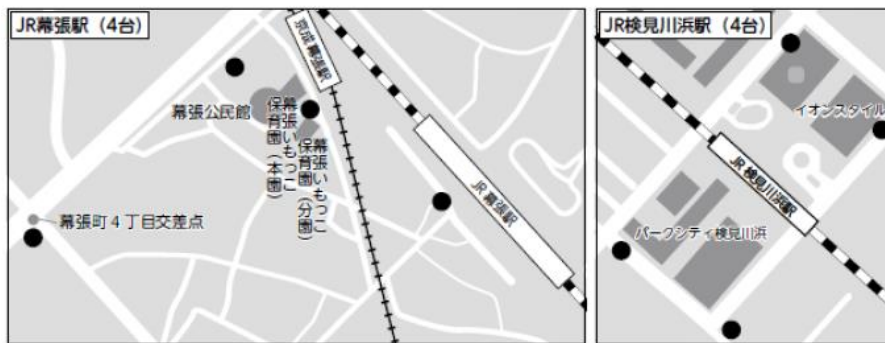 JR幕張駅（4台）
京成幕張駅
幕張公民館
幕張いもっこ
保育園（本園）
幕張いもっこ
保育園（分園）
JR 幕張駅
幕張町４丁目交差点
JR検見川浜駅（4台）
イオンスタイル
JR 検見川浜駅
パークシティ検見川浜